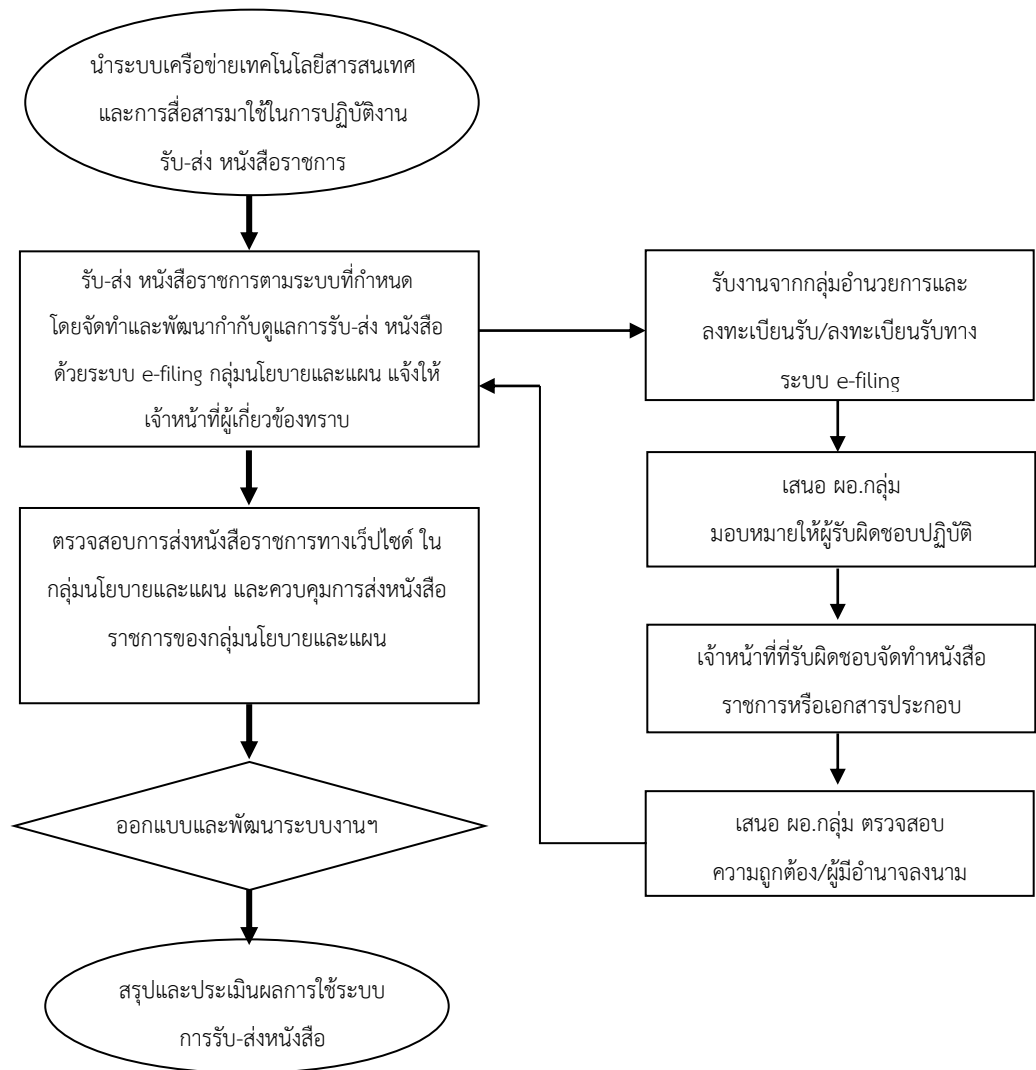 นำระบบเครือข่ายเทคโนโลยีสารสนเทศ
และการสื่อสารมาใช้ในการปฏิบัติงาน
รับ-ส่ง หนังสือราชการ
รับ-ส่ง หนังสือราชการตามระบบที่กำหนด
โดยจัดทำและพัฒนากำกับดูแลการรับ-ส่ง หนังสือ
ด้วยระบบ e-filing กลุ่มนโยบายและแผน แจ้งให้
เจ้าหน้าที่ผู้เกี่ยวข้องทราบ
ตรวจสอบการส่งหนังสือราชการทางเว็ปไซด์ ใน
กลุ่มนโยบายและแผน และควบคุมการส่งหนังสือ
ราชการของกลุ่มนโยบายและแผน
ออกแบบและพัฒนาระบบงานฯ
สรุปและประเมินผลการใช้ระบบ
การรับ-ส่งหนังสือ
รับงานจากกลุ่มอำนวยการและ
ลงทะเบียนรับ/ลงทะเบียนรับทาง
ระบบ e-filing
เสนอ ผอ.กลุ่ม
มอบหมายให้ผู้รับผิดชอบปฏิบัติ
เจ้าหน้าที่ที่รับผิดชอบจัดทำหนังสือ
ราชการหรือเอกสารประกอบ
เสนอ ผอ.กลุ่ม ตรวจสอบ
ความถูกต้อง/ผู้มีอำนาจลงนาม